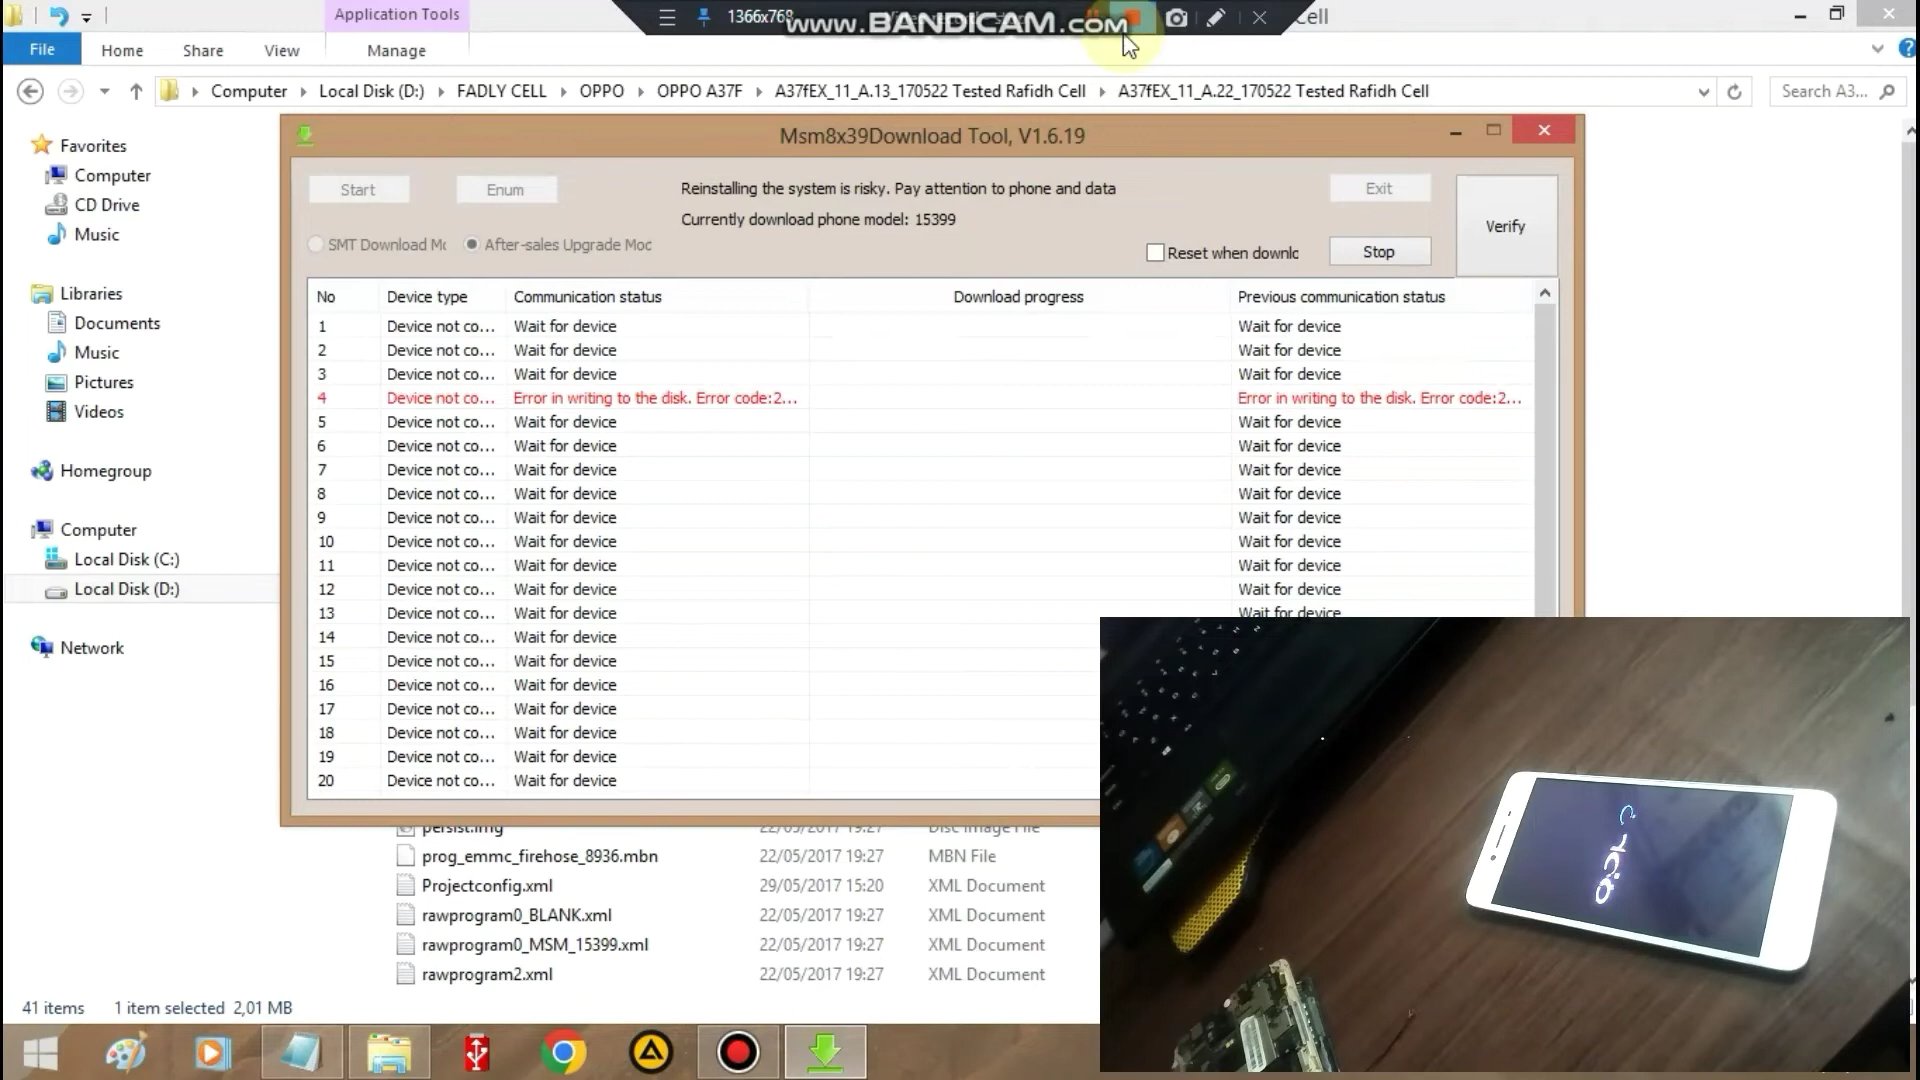 Application Tools
1366x768
www.BANDICAM.com
Cell
File
Home
Share
View
Manage
Computer
Local Disk (D:)
FADLY CELL
OPPO
OPPO A37F
A37fEX_11_A.13_170522 Tested Rafidh Cell
A37fEX_11_A.22_170522 Tested Rafidh Cell
Search A3...
Favorites
Computer
CD Drive
Music
Libraries
Documents
Music
Pictures
Videos
Homegroup
Computer
Local Disk (C:)
Local Disk (D:)
Network
Msm8x39Download Tool, V1.6.19
Start
Enum
Reinstalling the system is risky. Pay attention to phone and data
Exit
Verify
Currently download phone model: 15399
SMT Download Mo
After-sales Upgrade Moc
Reset when downlc
Stop
No Device type Communication status Download progress Previous communication status
1 Device not co... Wait for device Wait for device
2 Device not co... Wait for device Wait for device
3 Device not co... Wait for device Wait for device
4 Device not co... Error in writing to the disk. Error code:2... Error in writing to the disk. Error code:2...
5 Device not co... Wait for device Wait for device
6 Device not co... Wait for device Wait for device
7 Device not co... Wait for device Wait for device
8 Device not co... Wait for device Wait for device
9 Device not co... Wait for device Wait for device
10 Device not co... Wait for device Wait for device
11 Device not co... Wait for device Wait for device
12 Device not co... Wait for device Wait for device
13 Device not co... Wait for device Wait for device
14 Device not co... Wait for device
15 Device not co... Wait for device
16 Device not co... Wait for device
17 Device not co... Wait for device
18 Device not co... Wait for device
19 Device not co... Wait for device
20 Device not co... Wait for device
persist.img 22/05/2017 19:27 Disc Image File
prog_emmc_firehose_8936.mbn 22/05/2017 19:27 MBN File
Projectconfig.xml 29/05/2017 15:20 XML Document
rawprogram0_BLANK.xml 22/05/2017 19:27 XML Document
rawprogram0_MSM_15399.xml 22/05/2017 19:27 XML Document
rawprogram2.xml 22/05/2017 19:27 XML Document
41 items
1 item selected 2,01 MB